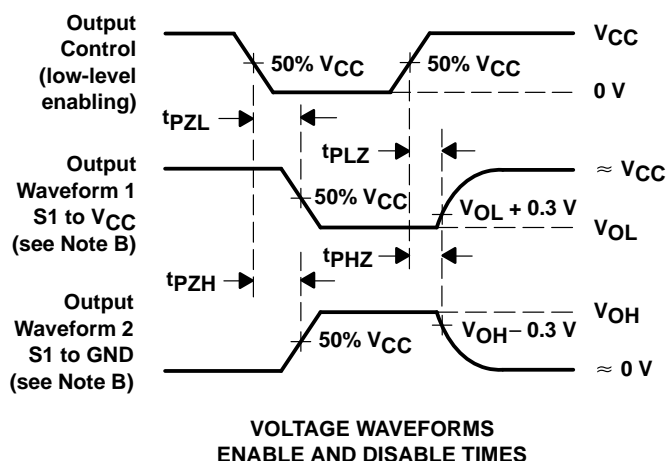 Output
Control
(low-level
enabling)
50% VCC
50% VCC
VCC
0 V
tPZL
tPLZ
Output
Waveform 1
S1 to VCC
(see Note B)
50% VCC
VOL + 0.3 V
≈ VCC
VOL
tPZH
tPHZ
Output
Waveform 2
S1 to GND
(see Note B)
50% VCC
VOH − 0.3 V
VOH
≈ 0 V
VOLTAGE WAVEFORMS
ENABLE AND DISABLE TIMES